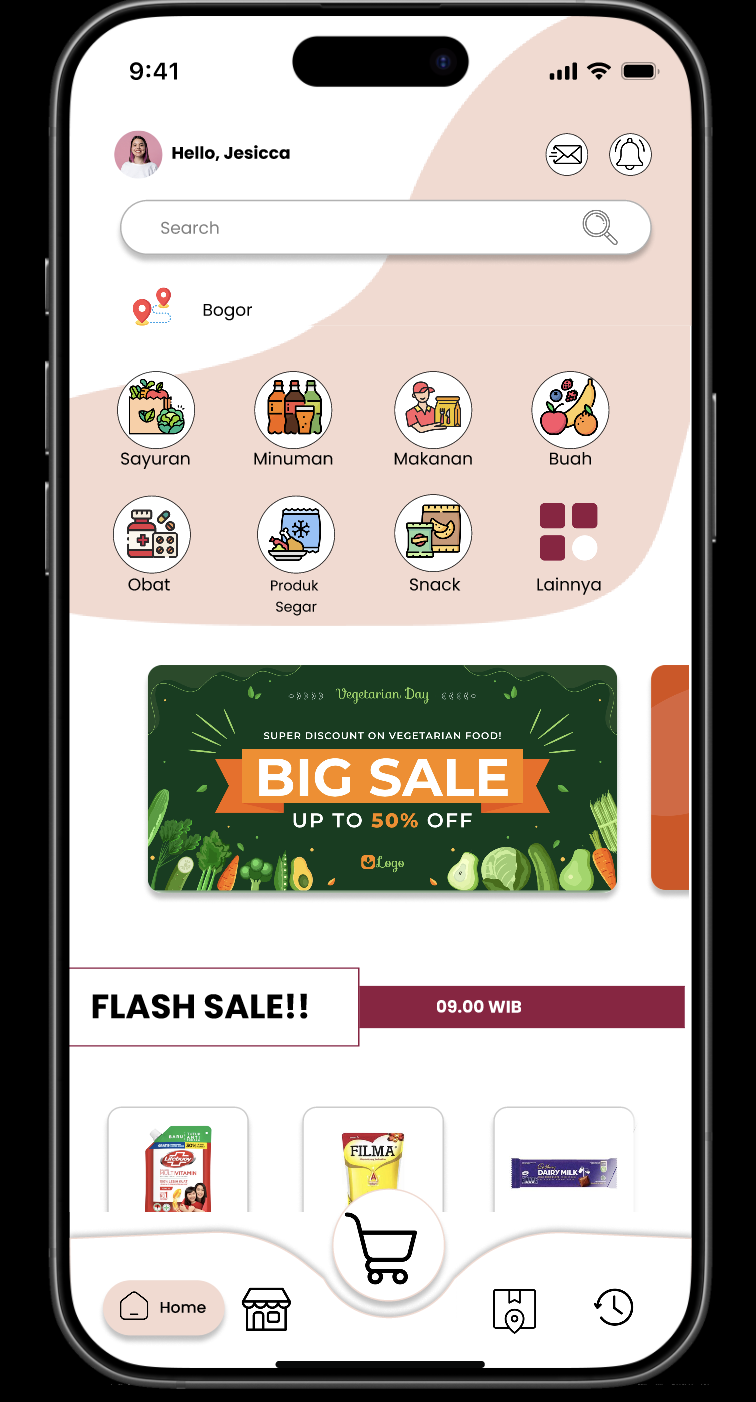 9:41
Hello, Jesicca
Search
Bogor
Sayuran Minuman Makanan Buah
Obat Produk Segar Snack Lainnya
Vegetarian Day
SUPER DISCOUNT ON VEGETARIAN FOOD!
BIG SALE
UP TO 50% OFF
Logo
FLASH SALE!!
09.00 WIB
BARU
Lifebuoy
MULTIVITAMIN
FILMA
DAIRY MILK
Home